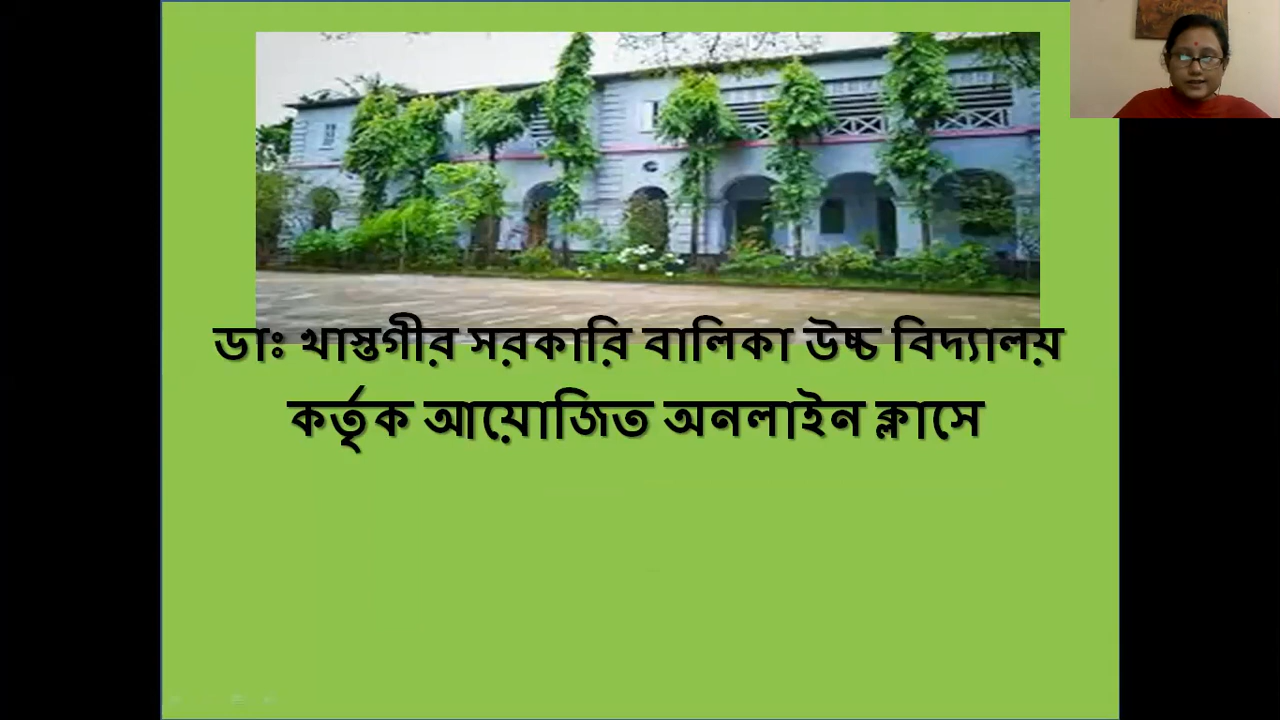 ডাঃ খাস্তগীর সরকারি বালিকা উচ্চ বিদ্যালয়
কর্তৃক আয়োজিত অনলাইন ক্লাসে